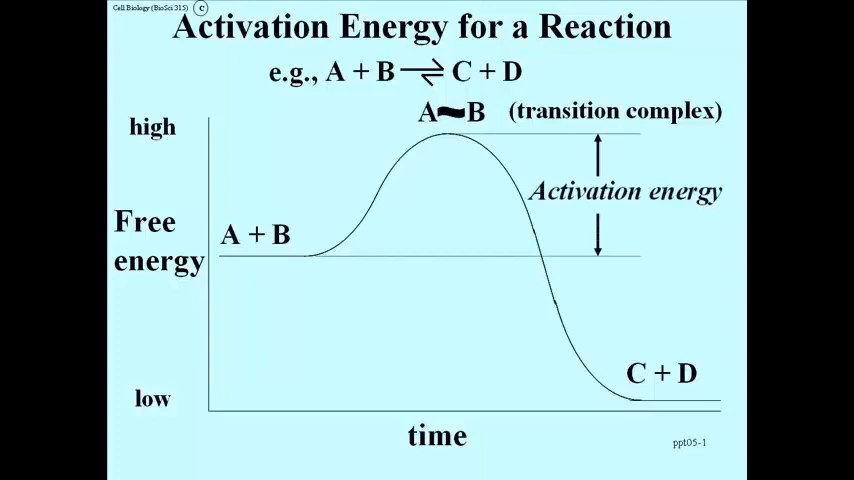 Cell Biology (BioSci 315) C
Activation Energy for a Reaction
e.g., A + B ⇌ C + D
A~B (transition complex)
high
Activation energy
Free
energy
A + B
C + D
low
time
ppt05-1